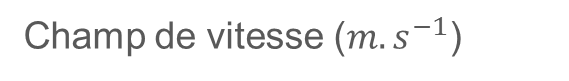 Champ de vitesse (m. s⁻¹)